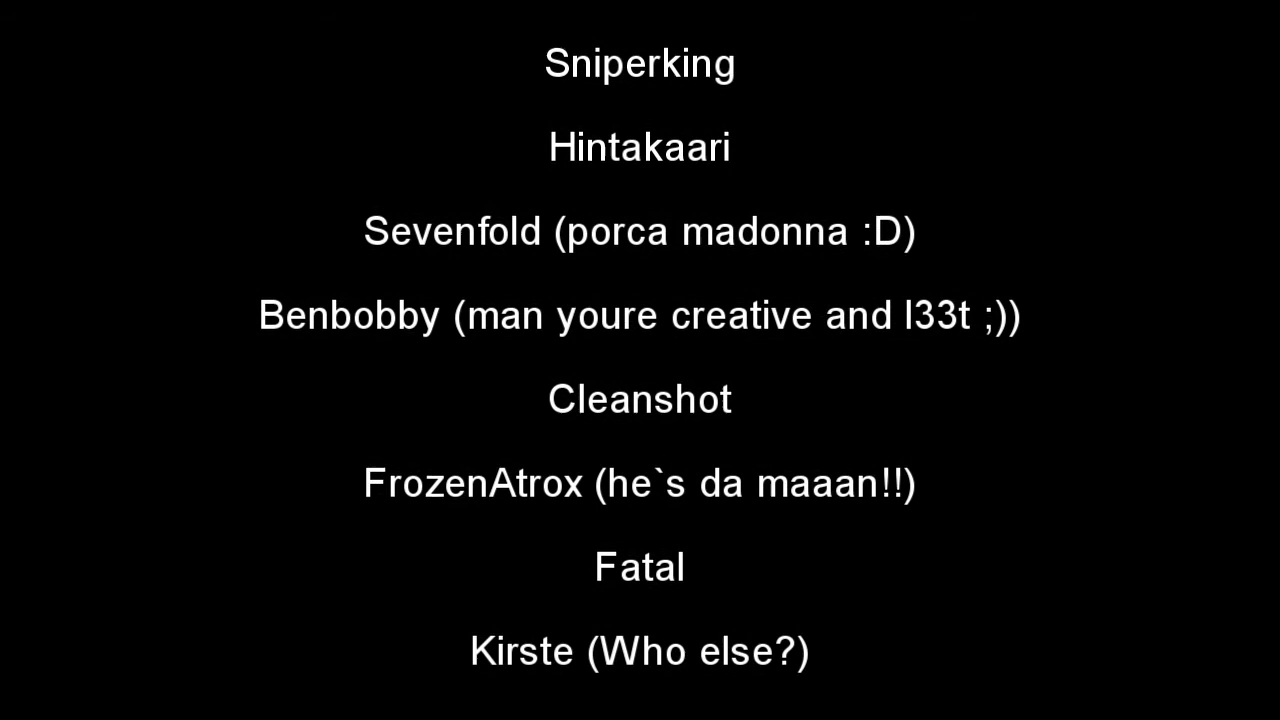 Sniperking
Hintakaari
Sevenfold (porca madonna :D)
Benbobby (man youre creative and l33t ;))
Cleanshot
FrozenAtrox (he`s da maaan!!)
Fatal
Kirste (Who else?)